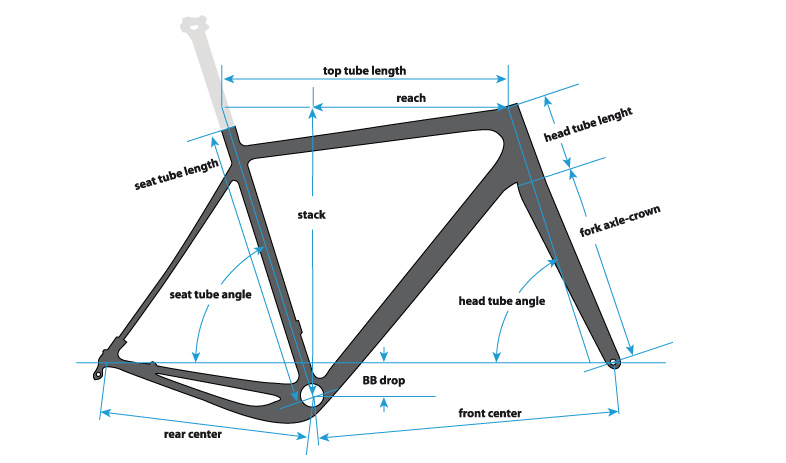 top tube length
reach
head tube lenght
seat tube length
stack
fork axle-crown
seat tube angle
head tube angle
BB drop
front center
rear center